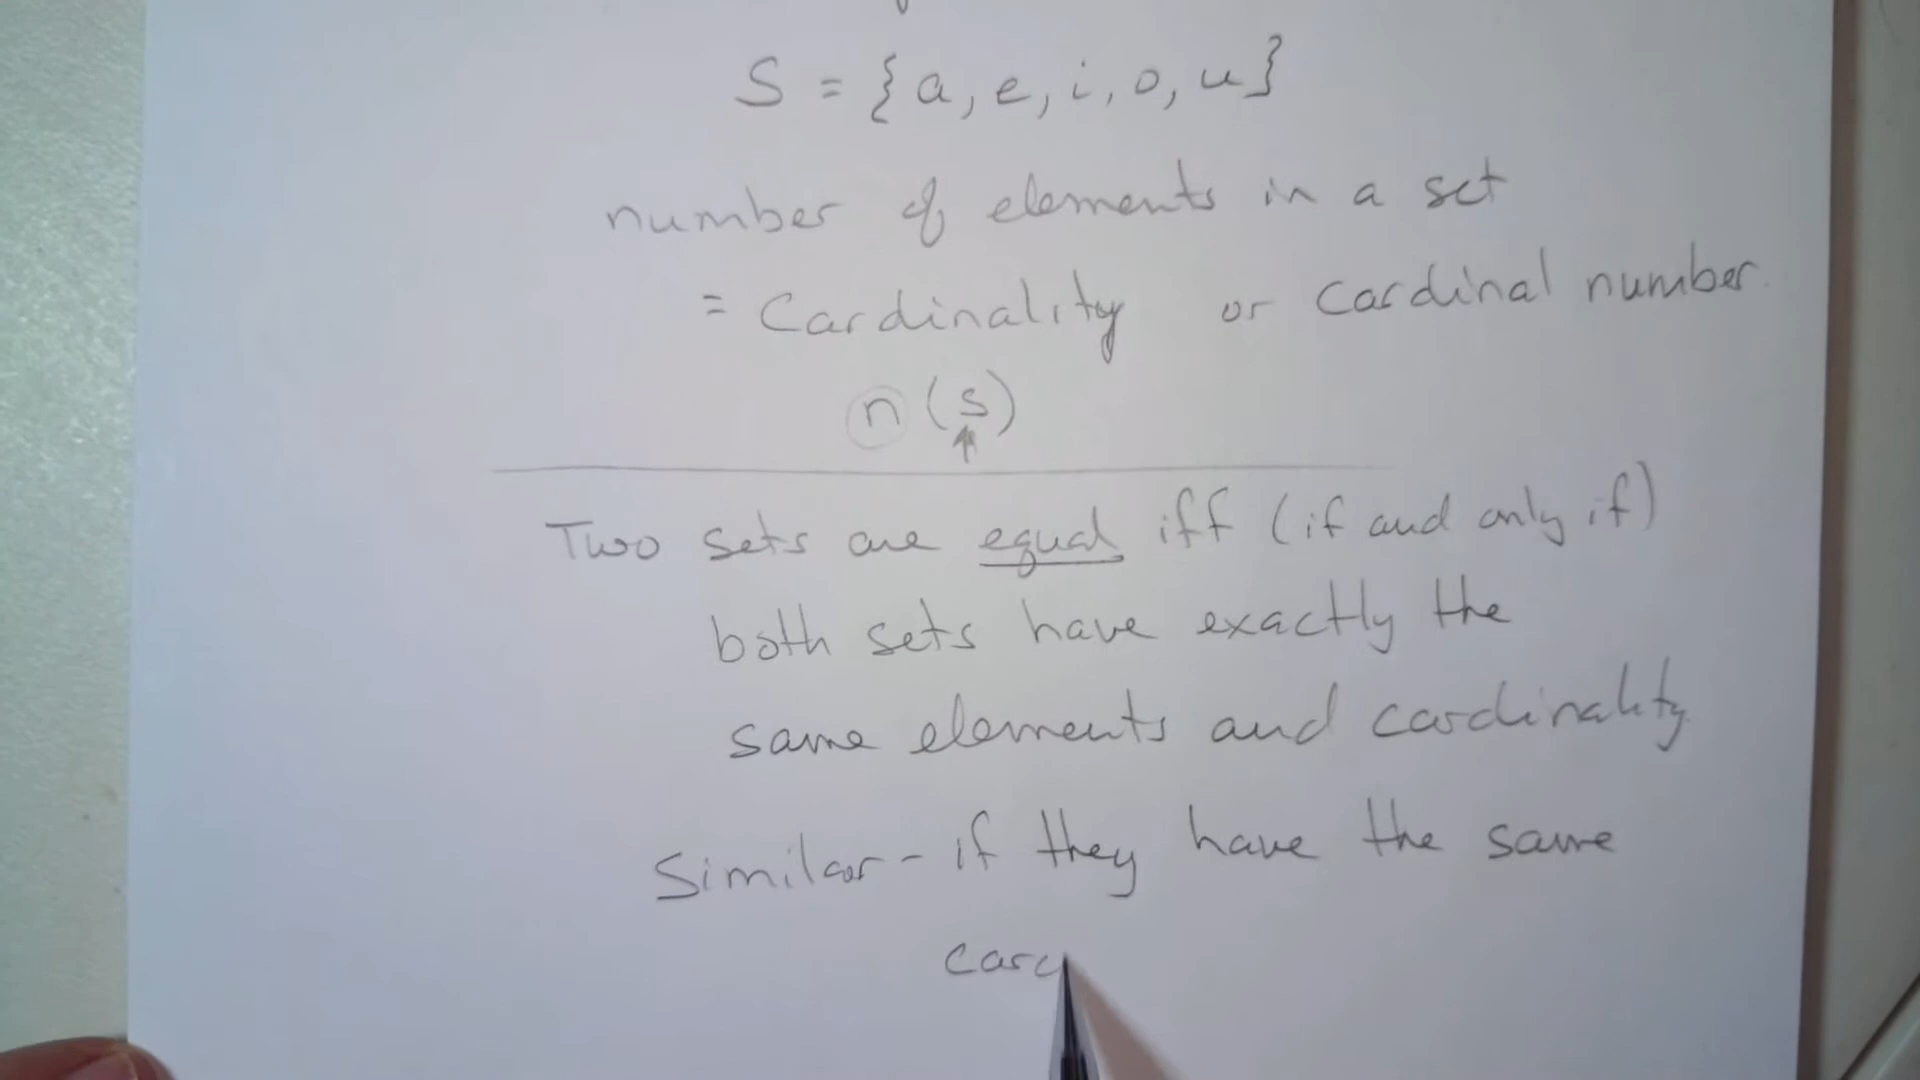 S = {a, e, i, o, u}
number of elements in a set
= Cardinality or Cardinal number.
n (s)
Two sets are equal iff (if and only if)
both sets have exactly the
same elements and cardinality
Similar - if they have the same
card